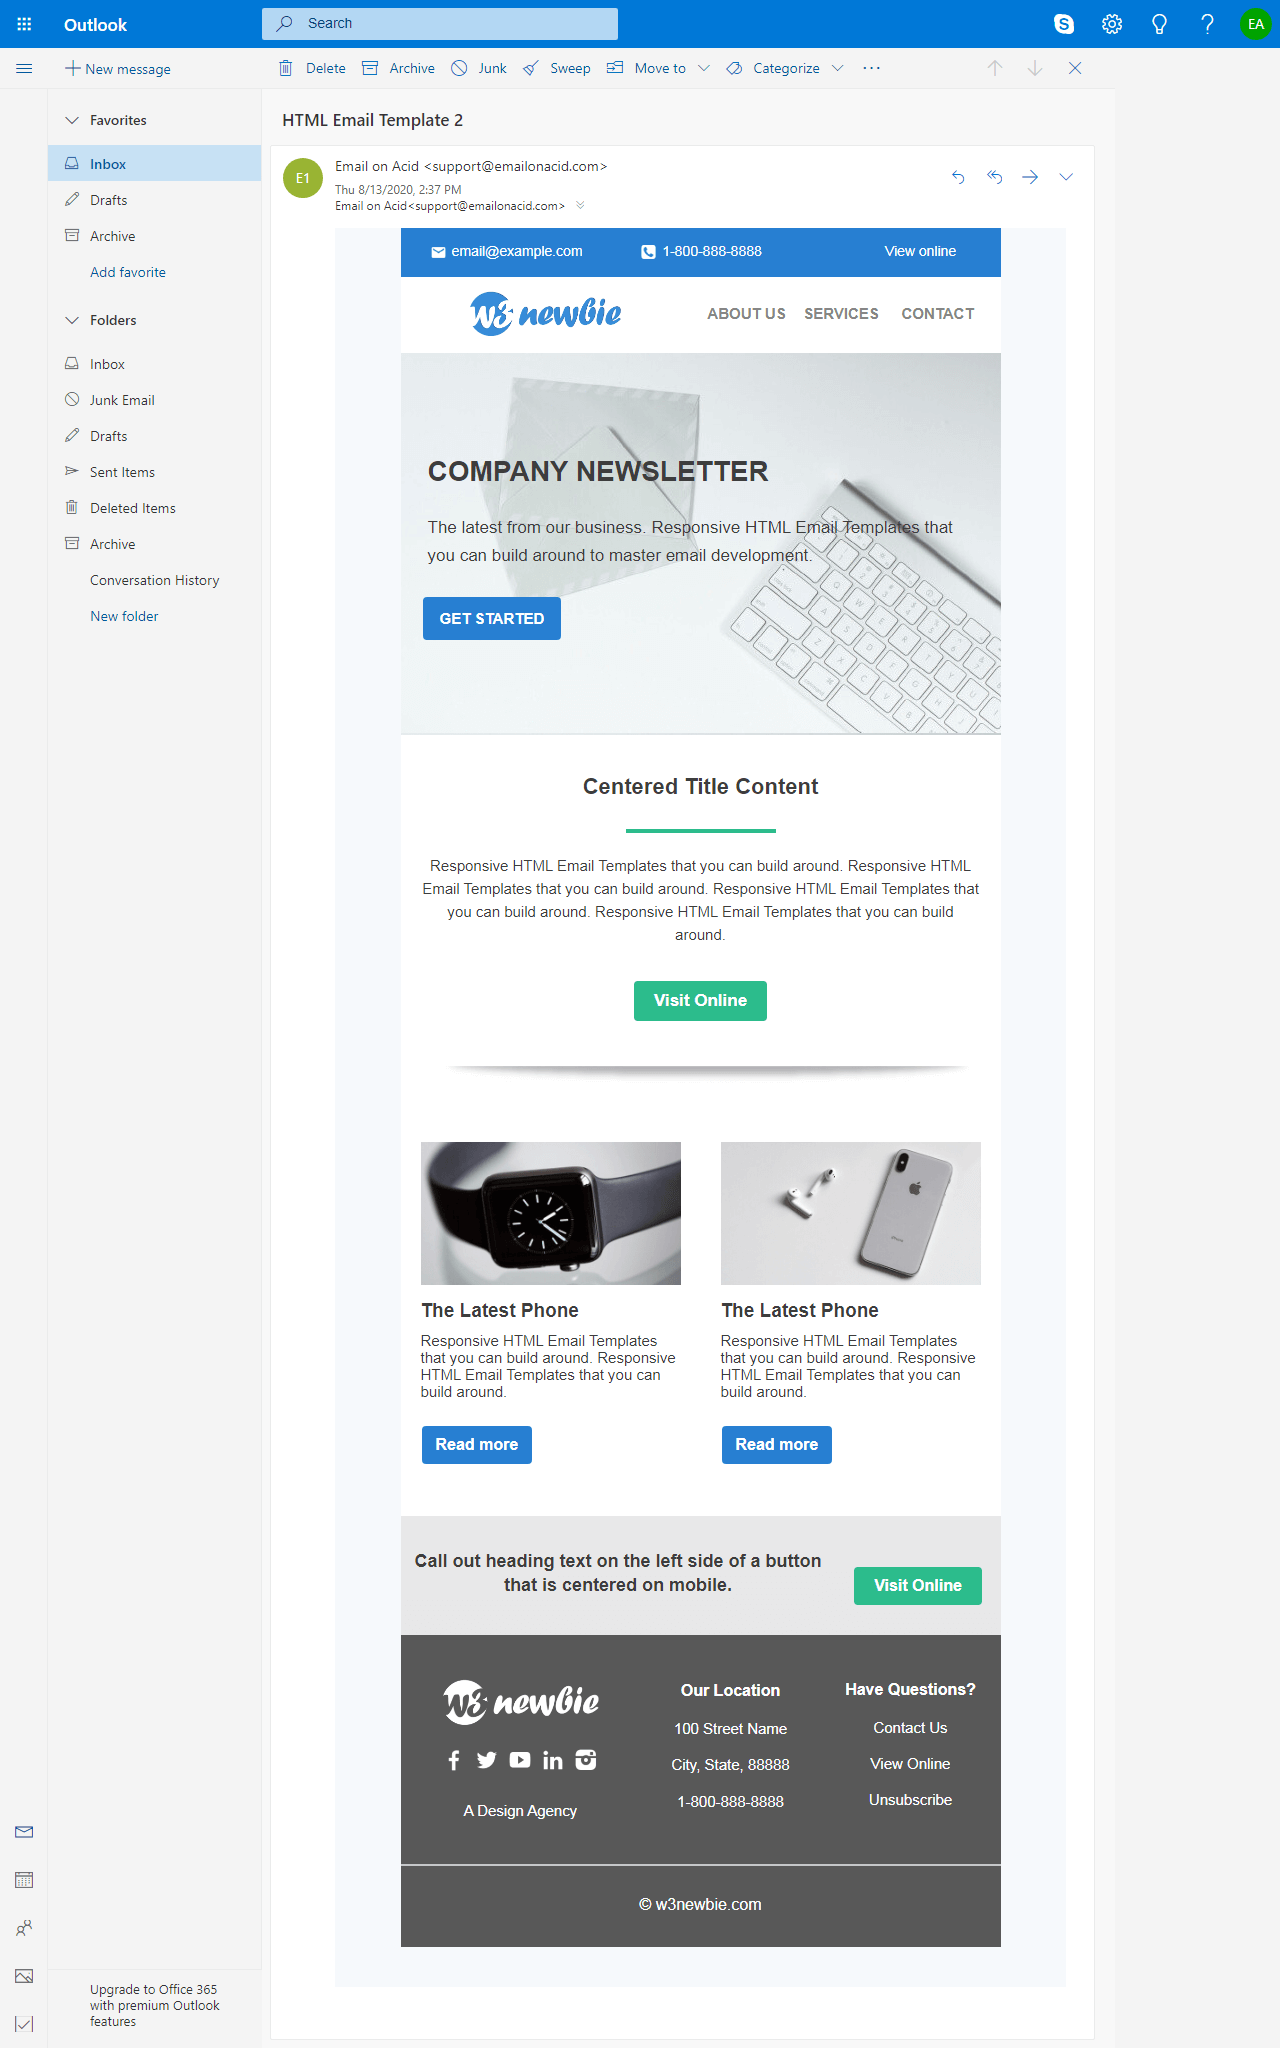 Outlook
Search
EA
New message
Delete
Archive
Junk
Sweep
Move to
Categorize
Favorites
Inbox
Drafts
Archive
Add favorite
Folders
Inbox
Junk Email
Drafts
Sent Items
Deleted Items
Archive
Conversation History
New folder
Upgrade to Office 365
with premium Outlook
features
HTML Email Template 2
E1
Email on Acid <support@emailonacid.com>
Thu 8/13/2020, 2:37 PM
Email on Acid<support@emailonacid.com>
email@example.com
1-800-888-8888
View online
W3 newbie
ABOUT US
SERVICES
CONTACT
COMPANY NEWSLETTER
The latest from our business. Responsive HTML Email Templates that
you can build around to master email development.
GET STARTED
Centered Title Content
Responsive HTML Email Templates that you can build around. Responsive HTML
Email Templates that you can build around. Responsive HTML Email Templates that
you can build around. Responsive HTML Email Templates that you can build
around.
Visit Online
The Latest Phone
Responsive HTML Email Templates
that you can build around. Responsive
HTML Email Templates that you can
build around.
Read more
The Latest Phone
Responsive HTML Email Templates
that you can build around. Responsive
HTML Email Templates that you can
build around.
Read more
Call out heading text on the left side of a button
that is centered on mobile.
Visit Online
W3 newbie
A Design Agency
Our Location
100 Street Name
City, State, 88888
1-800-888-8888
Have Questions?
Contact Us
View Online
Unsubscribe
© w3newbie.com